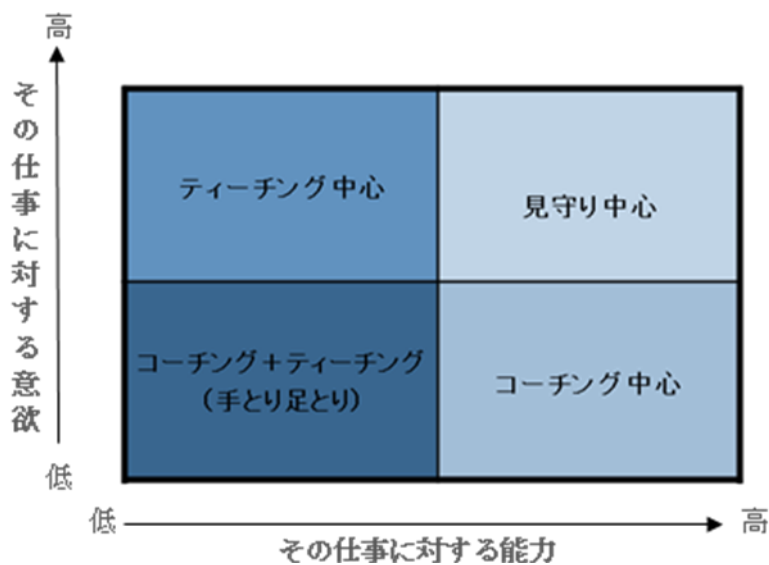 高
その仕事に対する意欲
低
ティーチング中心
見守り中心
コーチング+ティーチング
(手とり足とり)
コーチング中心
低
高
その仕事に対する能力